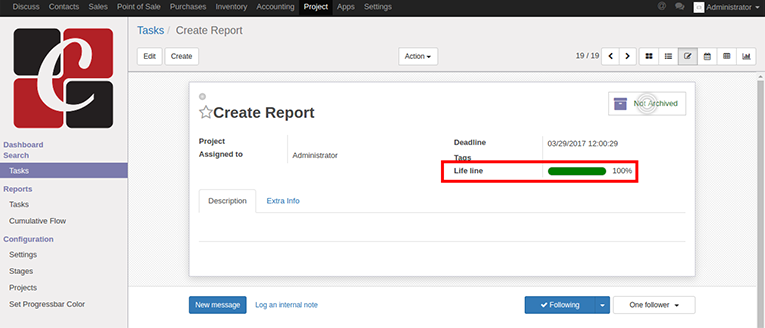 Discuss Contacts Sales Point of Sale Purchases Inventory Accounting Project Apps Settings @ Administrator
Tasks / Create Report
Edit Create Action 19 / 19
C
Dashboard
Search
Tasks
Reports
Tasks
Cumulative Flow
Configuration
Settings
Stages
Projects
Set Progressbar Color
Not Archived
Create Report
Project
Assigned to Administrator
Deadline 03/29/2017 12:00:29
Tags
Life line 100%
Description Extra Info
New message Log an internal note Following One follower